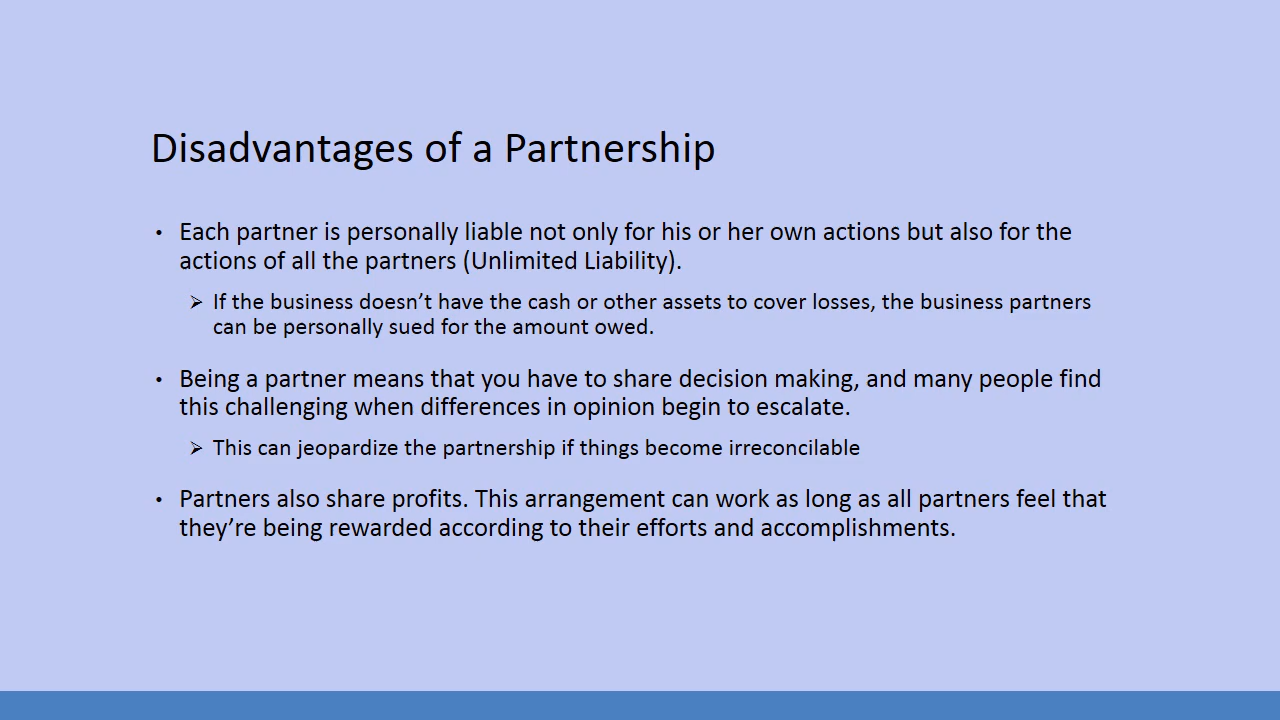 Disadvantages of a Partnership
• Each partner is personally liable not only for his or her own actions but also for the
actions of all the partners (Unlimited Liability).
➢ If the business doesn’t have the cash or other assets to cover losses, the business partners
can be personally sued for the amount owed.
• Being a partner means that you have to share decision making, and many people find
this challenging when differences in opinion begin to escalate.
➢ This can jeopardize the partnership if things become irreconcilable
• Partners also share profits. This arrangement can work as long as all partners feel that
they’re being rewarded according to their efforts and accomplishments.